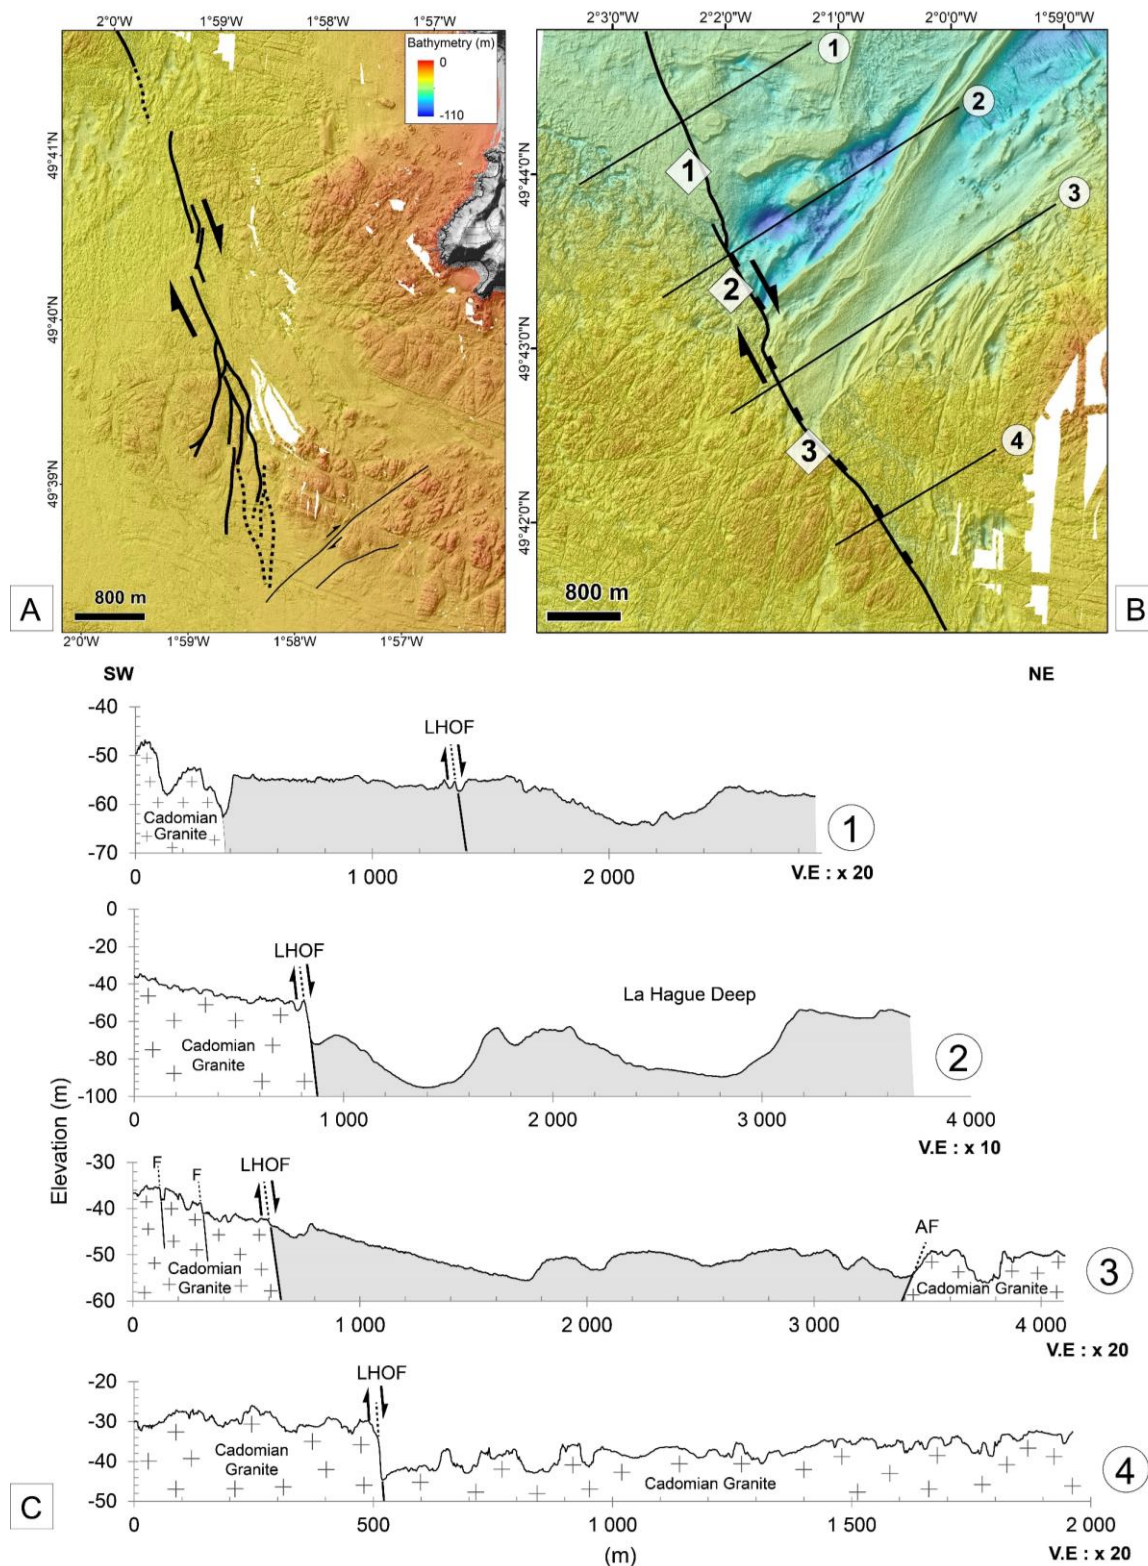 2°0'W 1°59'W 1°58'W 1°57'W
Bathymetry (m)
0
-110
49°41'N
49°40'N
49°39'N
800 m
A
2°0'W 1°59'W 1°58'W 1°57'W
2°3'0"W 2°2'0"W 2°1'0"W 2°0'0"W 1°59'0"W
49°44'0"N
49°43'0"N
49°42'0"N
1
2
3
4
1
2
3
800 m
B
SW NE
-40
-50
-60
-70
LHOF
Cadomian
Granite
0 1 000 2 000
V.E : x 20
1
0
-20
-40
-60
-80
-100
LHOF
La Hague Deep
Cadomian
Granite
0 1 000 2 000 3 000 4 000
V.E : x 10
2
Elevation (m)
-30
-40
-50
-60
F
F
LHOF
AF
Cadomian
Granite
Cadomian Granite
0 1 000 2 000 3 000 4 000
V.E : x 20
3
-20
-30
-40
-50
LHOF
Cadomian
Granite
Cadomian Granite
0 500 1 000 1 500 2 000
(m)
V.E : x 20
4
C